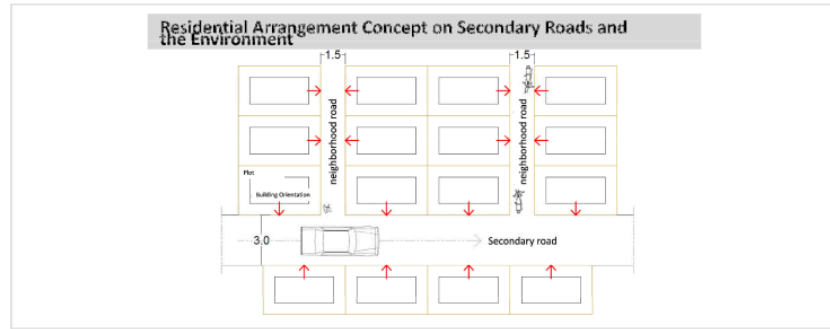 Residential Arrangement Concept on Secondary Roads and
the Environment
1.5
1.5
neighborhood road
neighborhood road
Plot
Building Orientation
3.0
Secondary road